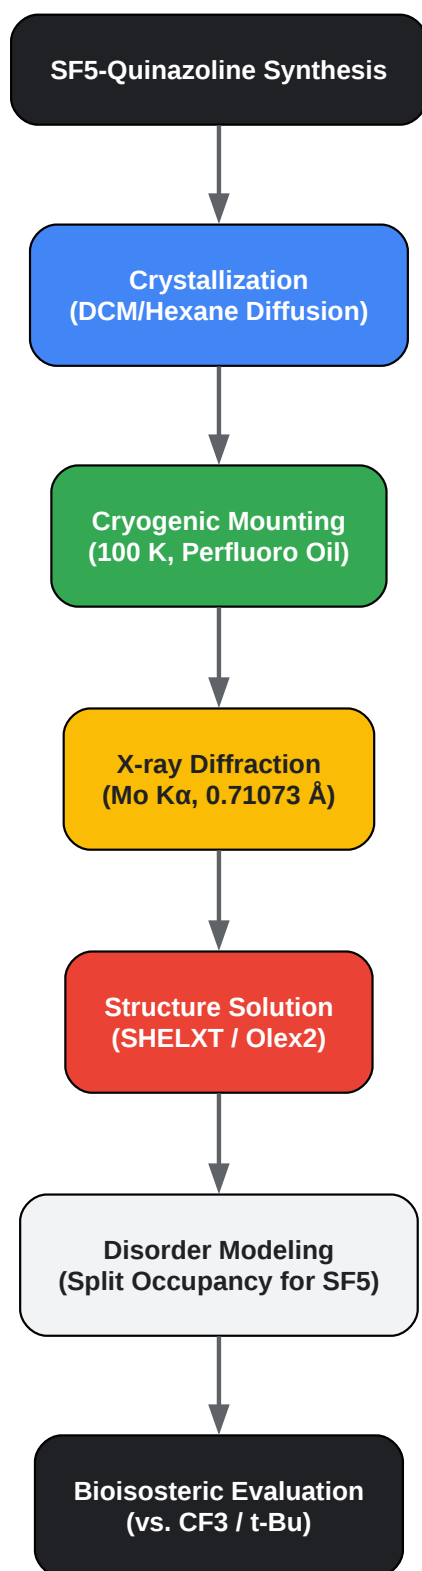 SF5-Quinazoline Synthesis
Crystallization
(DCM/Hexane Diffusion)
Cryogenic Mounting
(100 K, Perfluoro Oil)
X-ray Diffraction
(Mo Kα, 0.71073 Å)
Structure Solution
(SHELXT / Olex2)
Disorder Modeling
(Split Occupancy for SF5)
Bioisosteric Evaluation
(vs. CF3 / t-Bu)